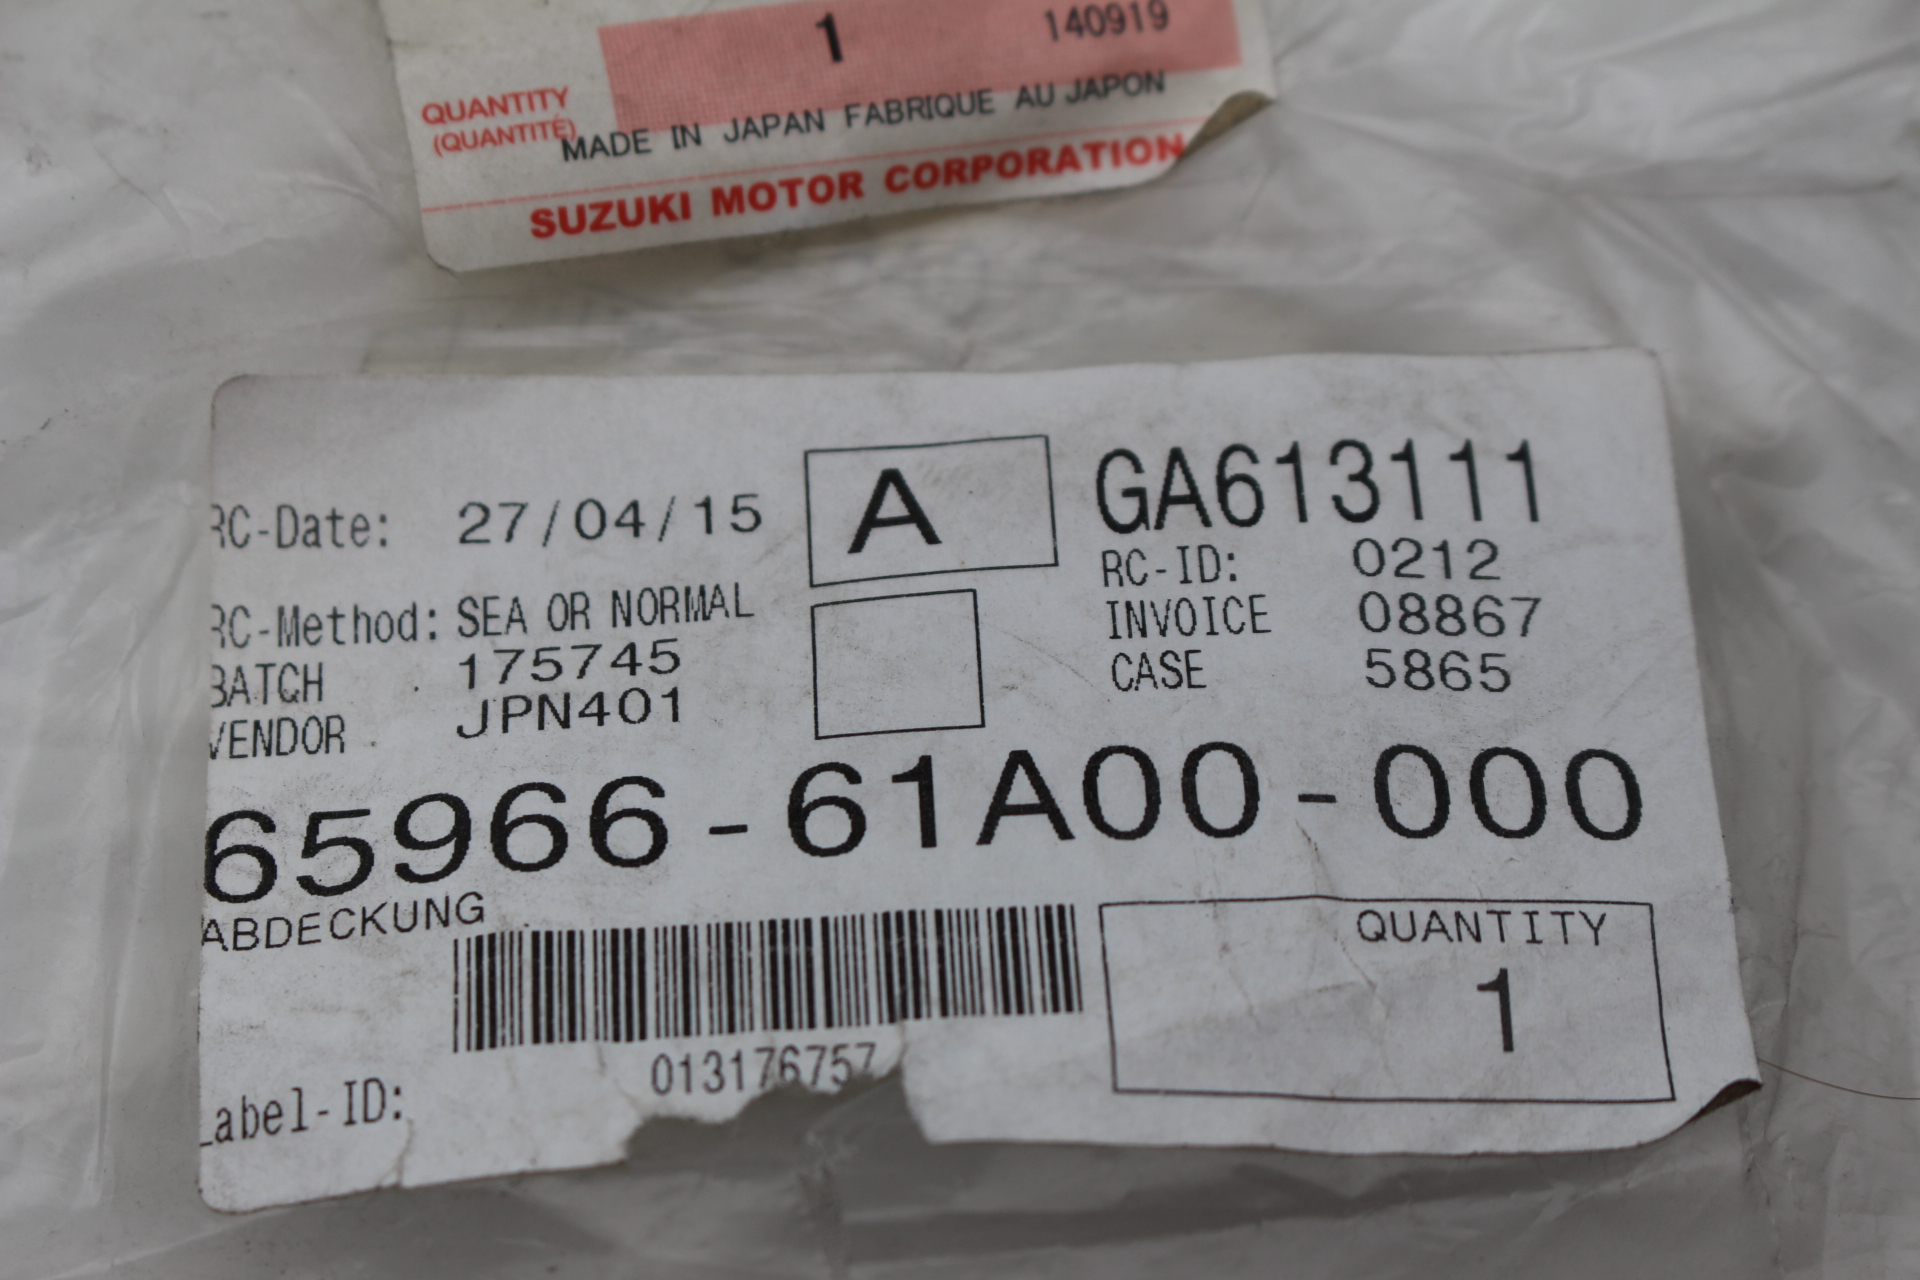 1 140919
QUANTITY
(QUANTITÉ)
MADE IN JAPAN FABRIQUE AU JAPON
SUZUKI MOTOR CORPORATION
RC-Date: 27/04/15 A GA613111
RC-ID: 0212
RC-Method: SEA OR NORMAL INVOICE 08867
BATCH 175745 CASE 5865
VENDOR JPN401
65966-61A00-000
ABDECKUNG
QUANTITY
1
013176757
Label-ID: